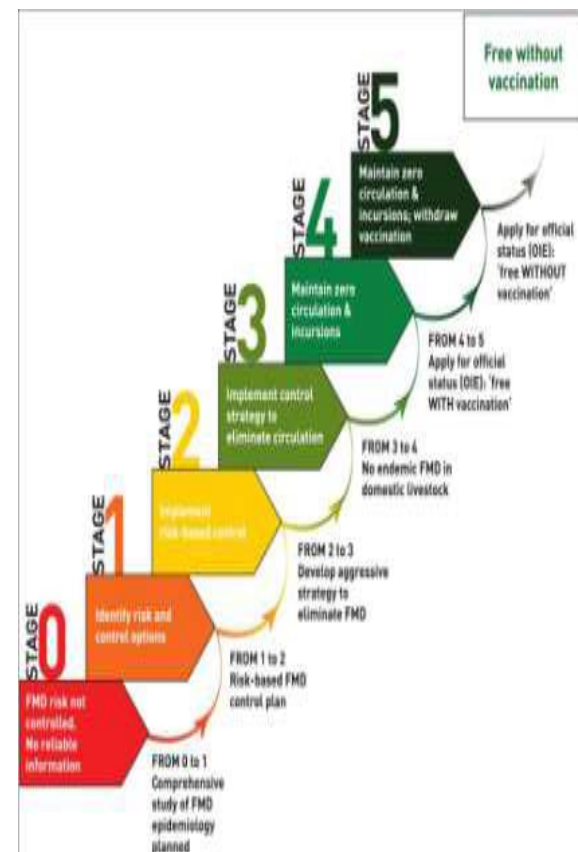 Free without
vaccination
STAGE
5
Maintain zero
circulation &
incursions; withdraw
vaccination
Apply for official
status (OIE):
'free WITHOUT
vaccination'
STAGE
4
Maintain zero
circulation &
incursions
FROM 4 to 5
Apply for official
status (OIE): 'free
WITH vaccination'
STAGE
3
Implement control
strategy to
eliminate circulation
FROM 3 to 4
No endemic FMD in
domestic livestock
STAGE
2
Implement
risk-based control
FROM 2 to 3
Develop aggressive
strategy to
eliminate FMD
STAGE
1
Identify risk and
control options
FROM 1 to 2
Risk-based FMD
control plan
STAGE
0
FMD risk not
controlled.
No reliable
information
FROM 0 to 1
Comprehensive
study of FMD
epidemiology
planned